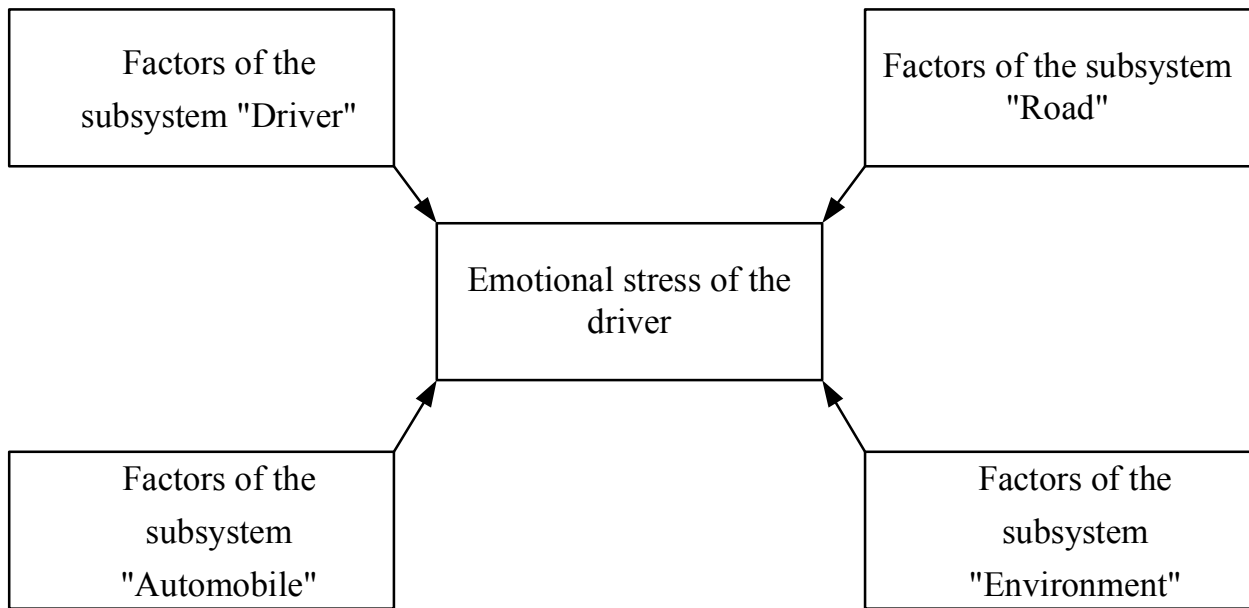 Factors of the
subsystem "Driver"
Factors of the subsystem
"Road"
Emotional stress of the
driver
Factors of the
subsystem
"Automobile"
Factors of the
subsystem
"Environment"